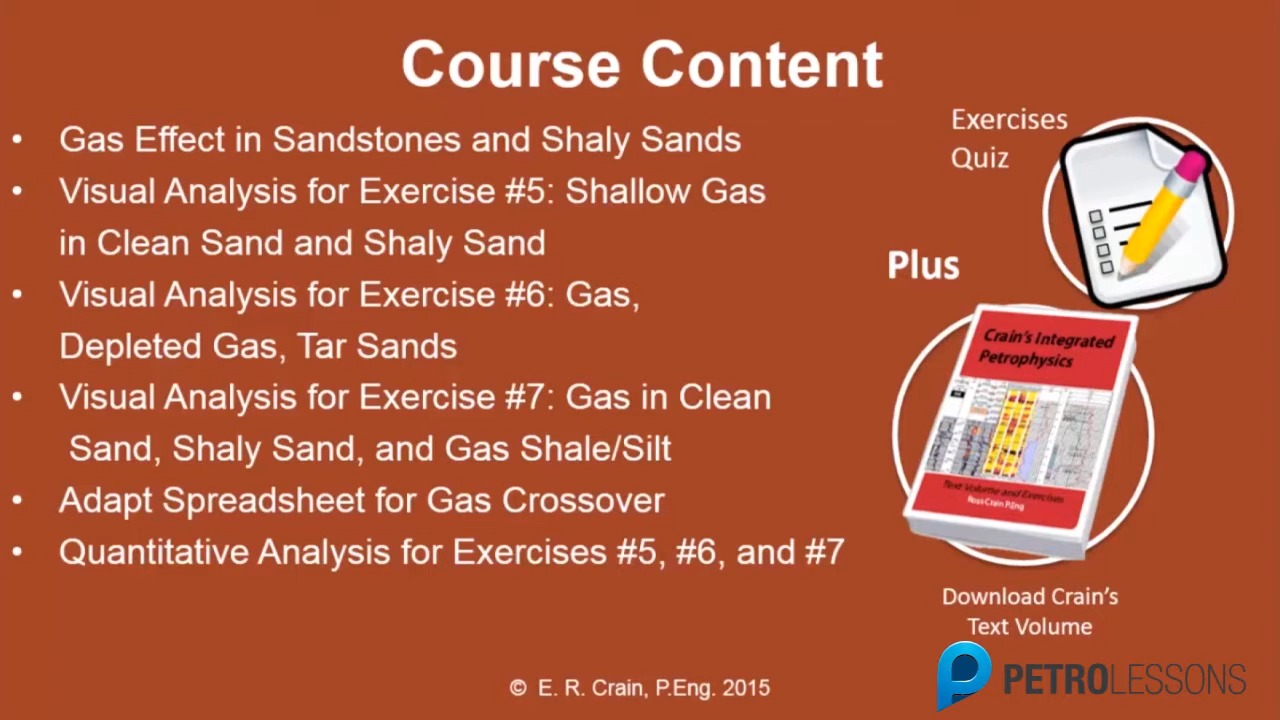 Course Content
• Gas Effect in Sandstones and Shaly Sands
• Visual Analysis for Exercise #5: Shallow Gas
in Clean Sand and Shaly Sand
• Visual Analysis for Exercise #6: Gas,
Depleted Gas, Tar Sands
• Visual Analysis for Exercise #7: Gas in Clean
Sand, Shaly Sand, and Gas Shale/Silt
• Adapt Spreadsheet for Gas Crossover
• Quantitative Analysis for Exercises #5, #6, and #7
Exercises
Quiz
Plus
Crain's Integrated
Petrophysics
Text Volume and Exercises
Ross Crain P.Eng
Download Crain's
Text Volume
© E. R. Crain, P.Eng. 2015
PETROLESSONS